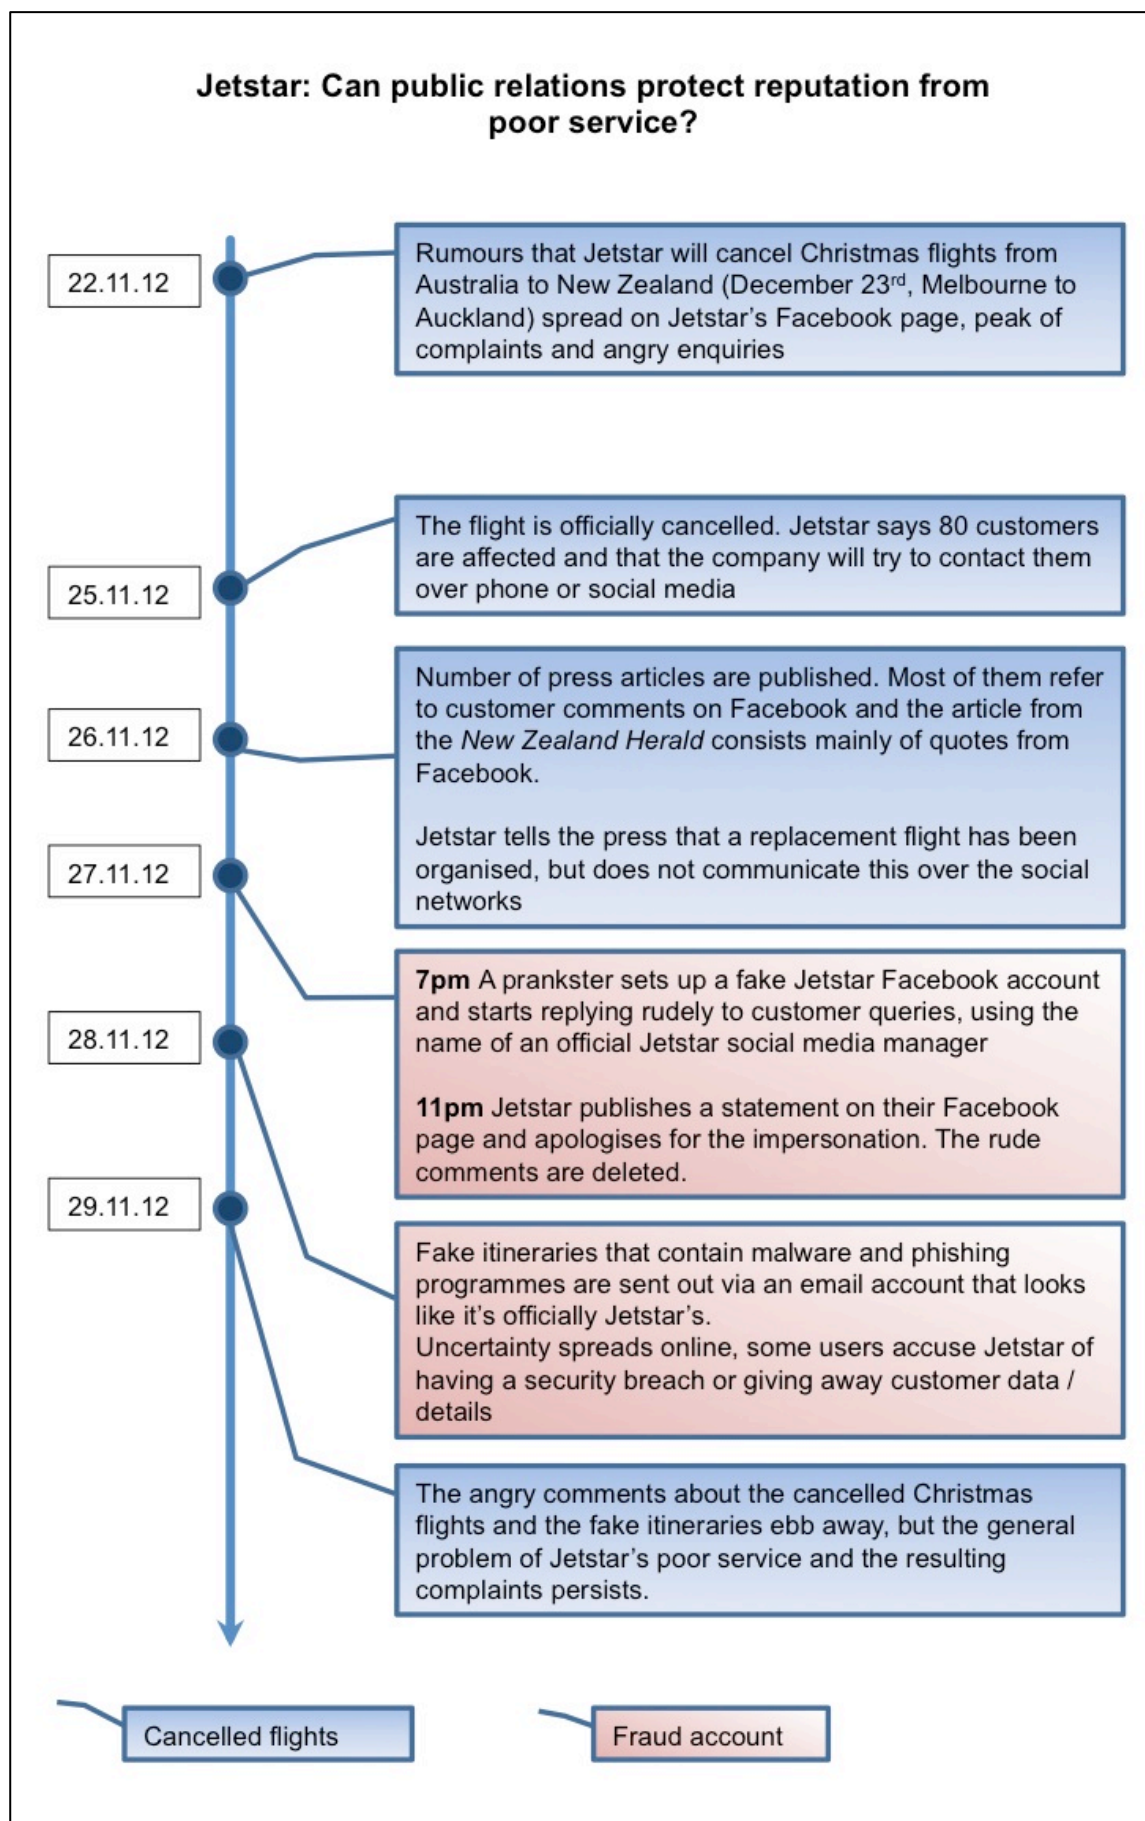 Jetstar: Can public relations protect reputation from
poor service?
22.11.12
Rumours that Jetstar will cancel Christmas flights from
Australia to New Zealand (December 23rd, Melbourne to
Auckland) spread on Jetstar’s Facebook page, peak of
complaints and angry enquiries
25.11.12
The flight is officially cancelled. Jetstar says 80 customers
are affected and that the company will try to contact them
over phone or social media
26.11.12
Number of press articles are published. Most of them refer
to customer comments on Facebook and the article from
the New Zealand Herald consists mainly of quotes from
Facebook.
Jetstar tells the press that a replacement flight has been
organised, but does not communicate this over the social
networks
27.11.12
7pm A prankster sets up a fake Jetstar Facebook account
and starts replying rudely to customer queries, using the
name of an official Jetstar social media manager
11pm Jetstar publishes a statement on their Facebook
page and apologises for the impersonation. The rude
comments are deleted.
28.11.12
Fake itineraries that contain malware and phishing
programmes are sent out via an email account that looks
like it’s officially Jetstar’s.
Uncertainty spreads online, some users accuse Jetstar of
having a security breach or giving away customer data /
details
29.11.12
The angry comments about the cancelled Christmas
flights and the fake itineraries ebb away, but the general
problem of Jetstar’s poor service and the resulting
complaints persists.
Cancelled flights
Fraud account